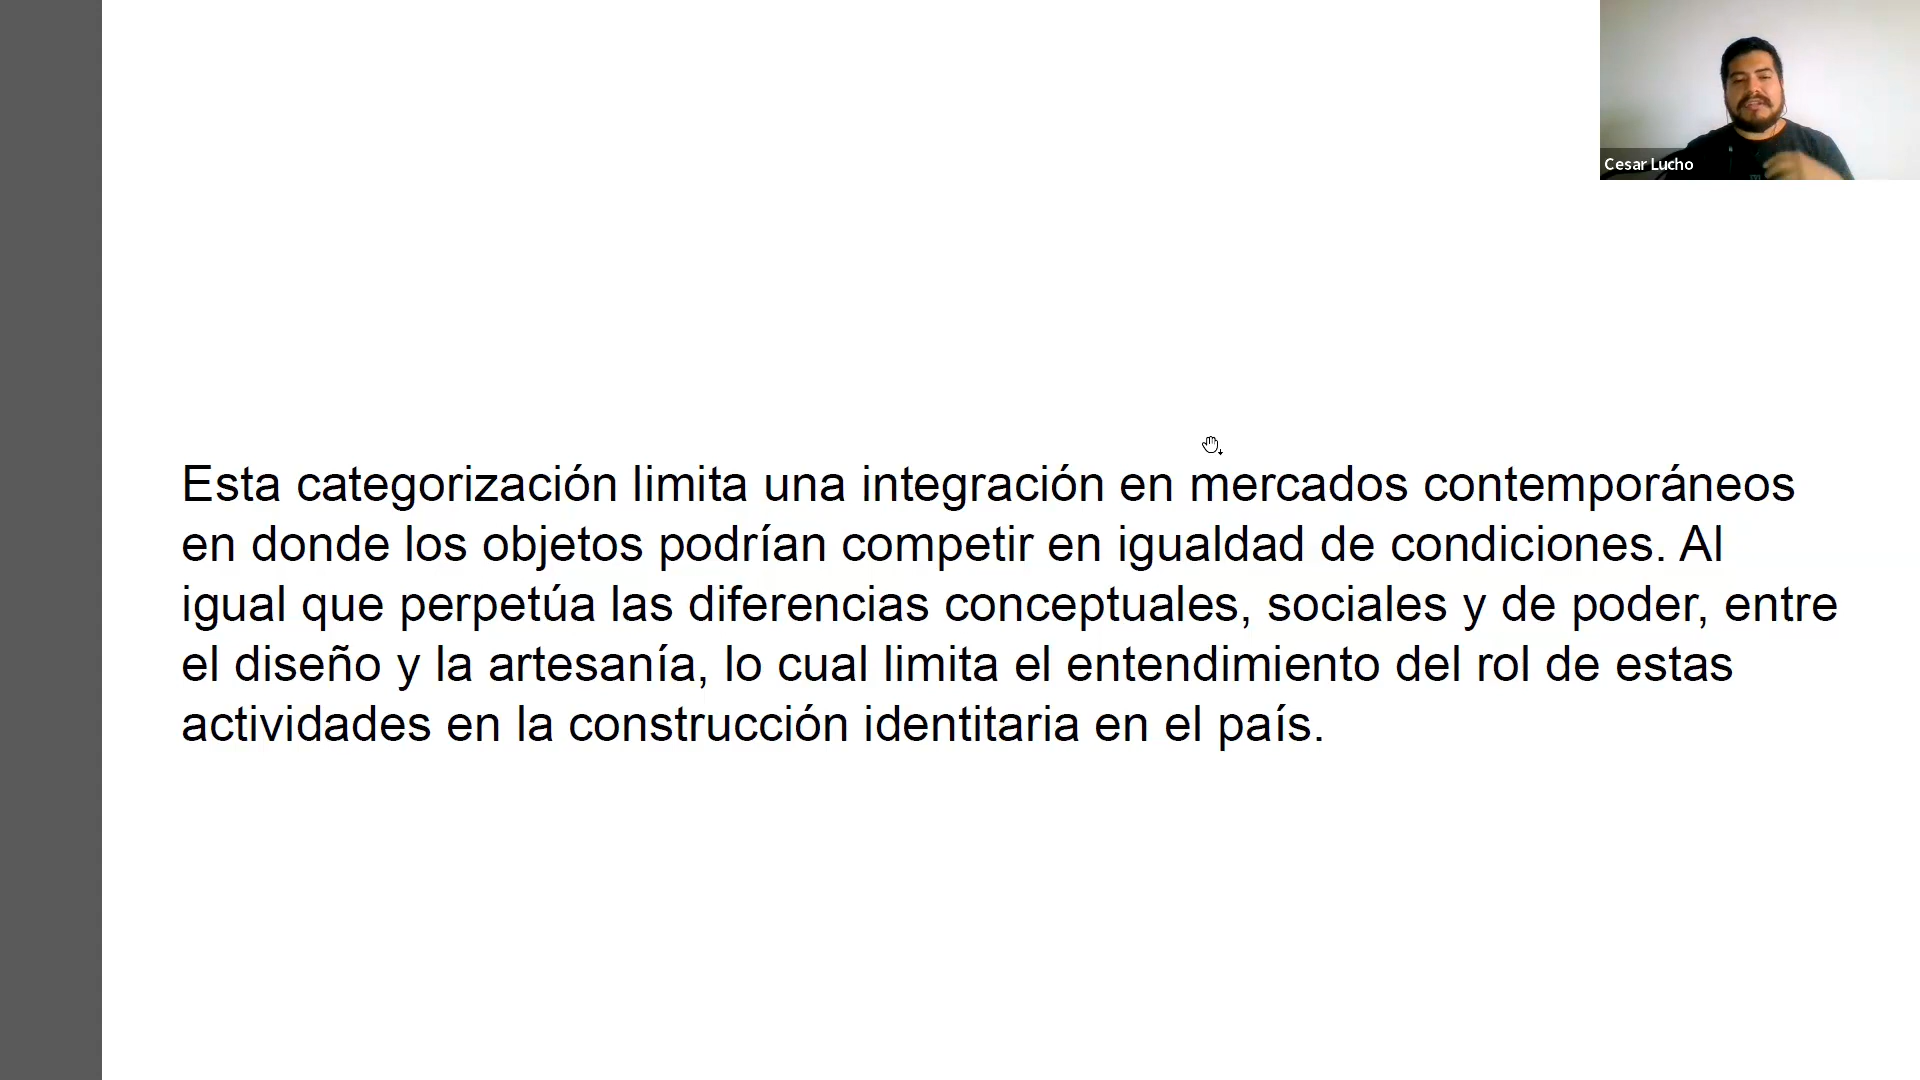 Cesar Lucho
Esta categorización limita una integración en mercados contemporáneos
en donde los objetos podrían competir en igualdad de condiciones. Al
igual que perpetúa las diferencias conceptuales, sociales y de poder, entre
el diseño y la artesanía, lo cual limita el entendimiento del rol de estas
actividades en la construcción identitaria en el país.